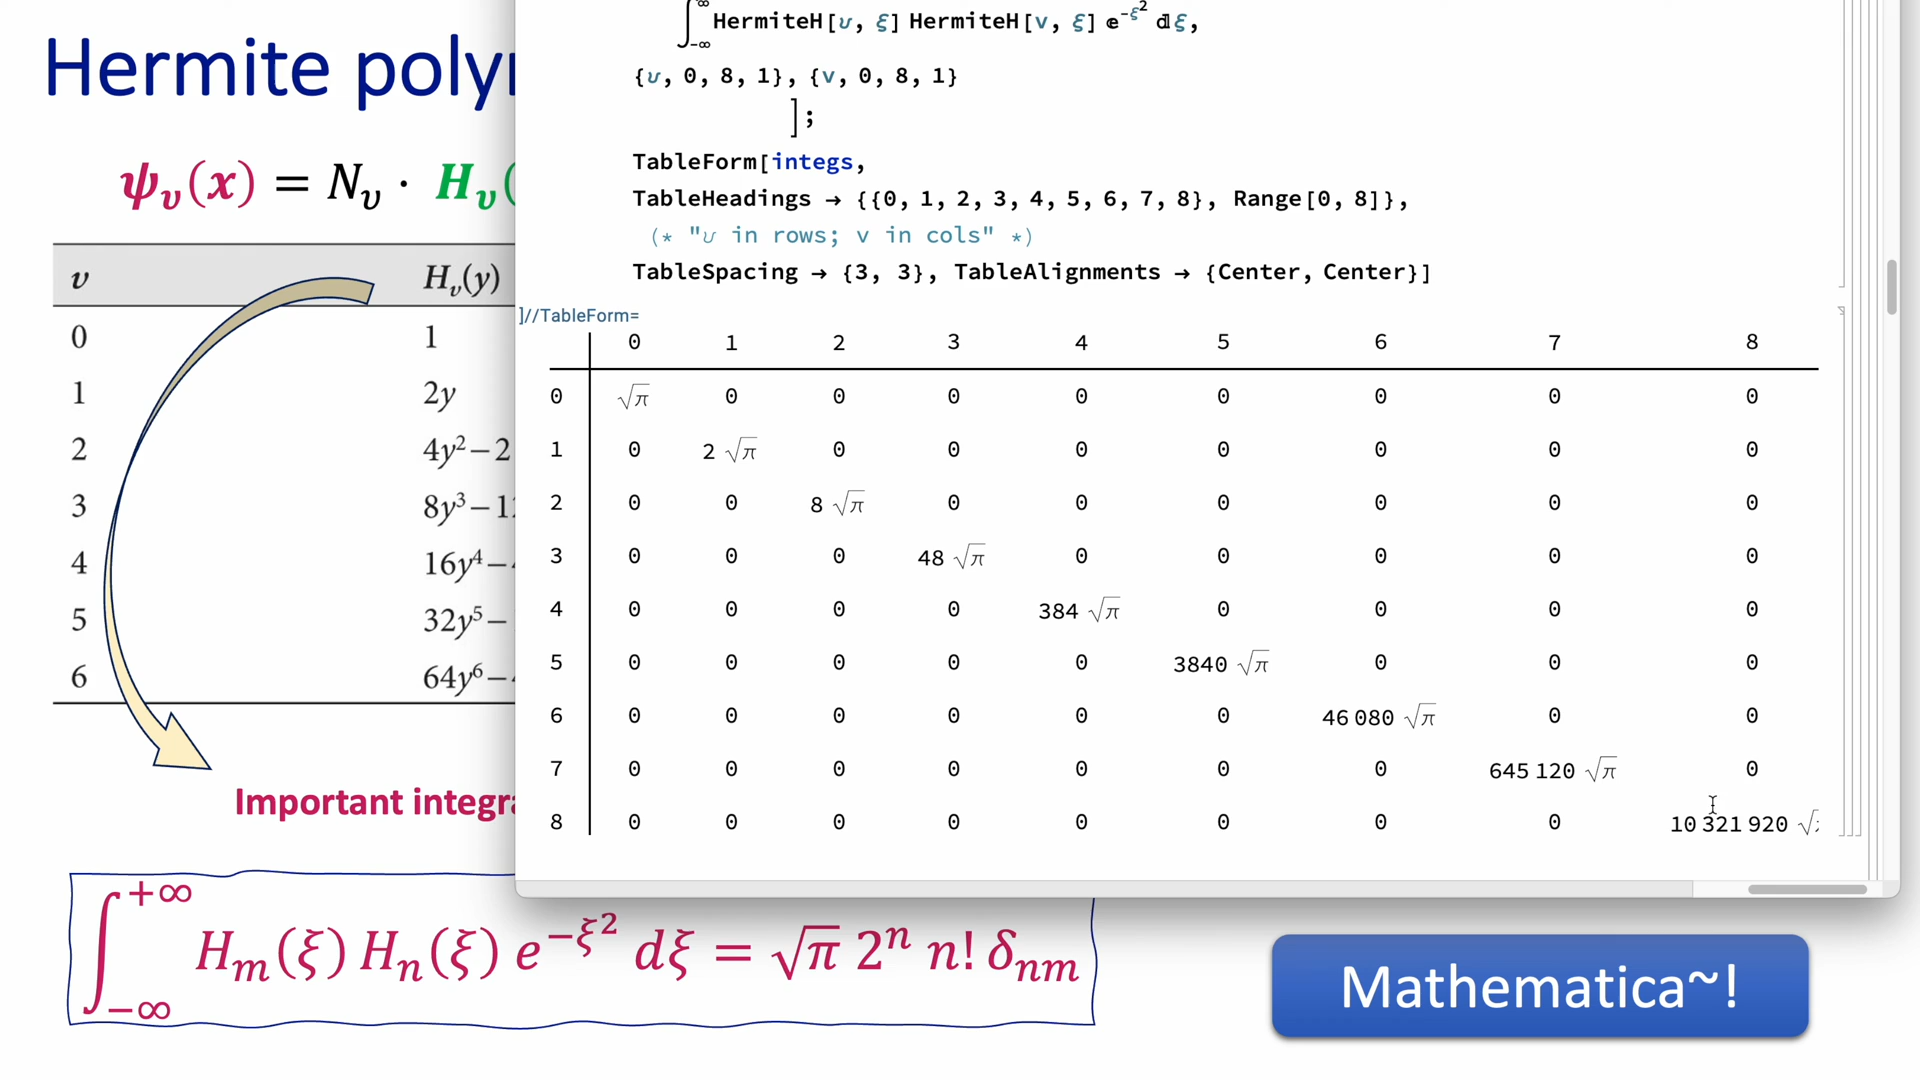 Hermite poly
ψ_υ(x) = N_υ · H_υ(
υ H_υ(y)
0 1
1 2y
2 4y² − 2
3 8y³ − 1
4 16y⁴ −
5 32y⁵ −
6 64y⁶ −
Important integr
∫_{−∞}^{+∞} H_m(ξ) H_n(ξ) e^{−ξ²} dξ = √π 2ⁿ n! δ_{nm}
∫_{−∞}^{∞} HermiteH[υ, ξ] HermiteH[v, ξ] ⅇ^{−ξ²} ⅆξ,
{υ, 0, 8, 1}, {v, 0, 8, 1}
];
TableForm[integs,
TableHeadings → {{0, 1, 2, 3, 4, 5, 6, 7, 8}, Range[0, 8]},
(* "υ in rows; v in cols" *)
TableSpacing → {3, 3}, TableAlignments → {Center, Center}]
]//TableForm=
0 1 2 3 4 5 6 7 8
0 √π 0 0 0 0 0 0 0 0
1 0 2 √π 0 0 0 0 0 0 0
2 0 0 8 √π 0 0 0 0 0 0
3 0 0 0 48 √π 0 0 0 0 0
4 0 0 0 0 384 √π 0 0 0 0
5 0 0 0 0 0 3840 √π 0 0 0
6 0 0 0 0 0 0 46 080 √π 0 0
7 0 0 0 0 0 0 0 645 120 √π 0
8 0 0 0 0 0 0 0 0 10 321 920 √
Mathematica~!